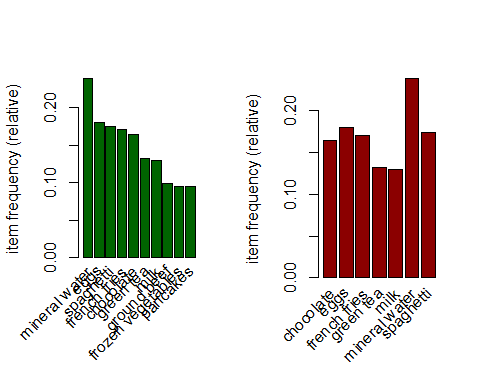 item frequency (relative)
0.00
0.10
0.20
mineral water
eggs
spaghetti
french fries
chocolate
green tea
milk
ground beef
frozen vegetables
pancakes
item frequency (relative)
0.00
0.10
0.20
chocolate
eggs
french fries
green tea
milk
mineral water
spaghetti